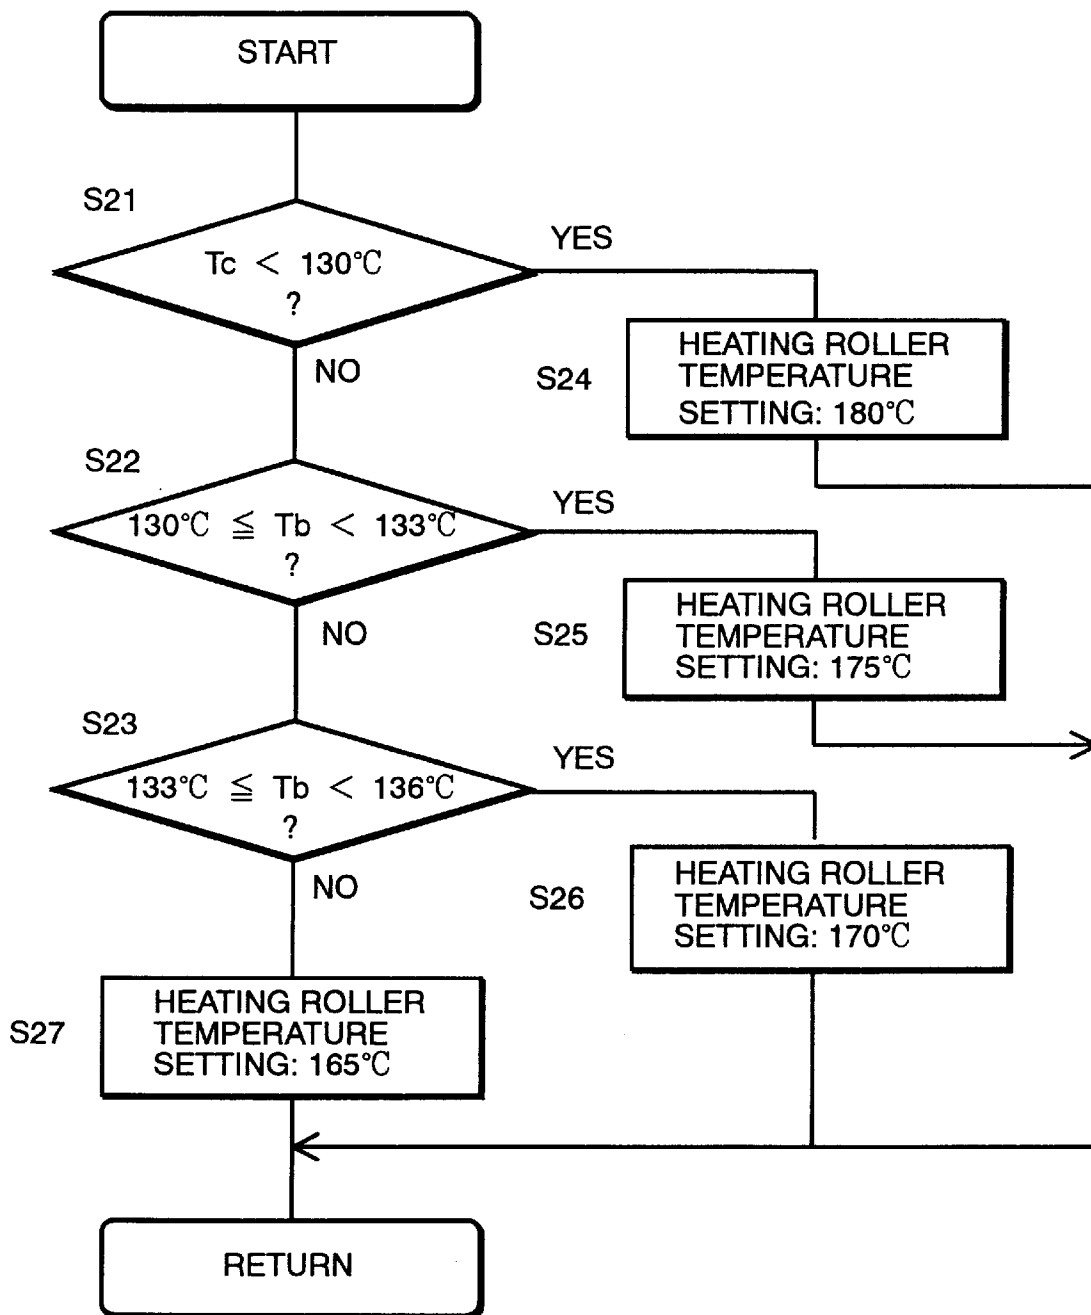 START
S21
YES
Tc < 130℃
?
NO
HEATING ROLLER
TEMPERATURE
SETTING: 180℃
S24
S22
YES
130℃ ≦ Tb < 133℃
?
NO
HEATING ROLLER
TEMPERATURE
SETTING: 175℃
S25
S23
YES
133℃ ≦ Tb < 136℃
?
NO
HEATING ROLLER
TEMPERATURE
SETTING: 170℃
S26
HEATING ROLLER
TEMPERATURE
SETTING: 165℃
S27
RETURN